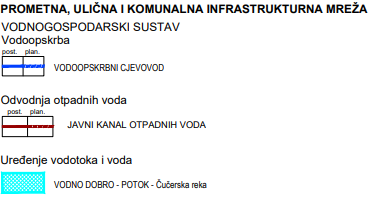 PROMETNA, ULIČNA I KOMUNALNA INFRASTRUKTURNA MREŽA
VODNOGOSPODARSKI SUSTAV
Vodoopskrba
post. plan.
VODOOPSKRBNI CJEVOVOD
Odvodnja otpadnih voda
post. plan.
JAVNI KANAL OTPADNIH VODA
Uređenje vodotoka i voda
VODNO DOBRO - POTOK - Čučerska reka